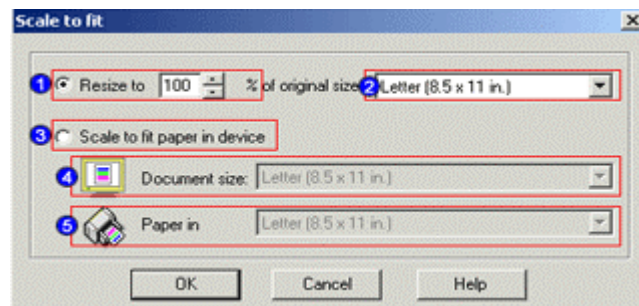 Scale to fit
1 Resize to 100 % of original size 2 Letter (8.5 x 11 in.)
3 Scale to fit paper in device
4 Document size: Letter (8.5 x 11 in.)
5 Paper in Letter (8.5 x 11 in.)
OK Cancel Help